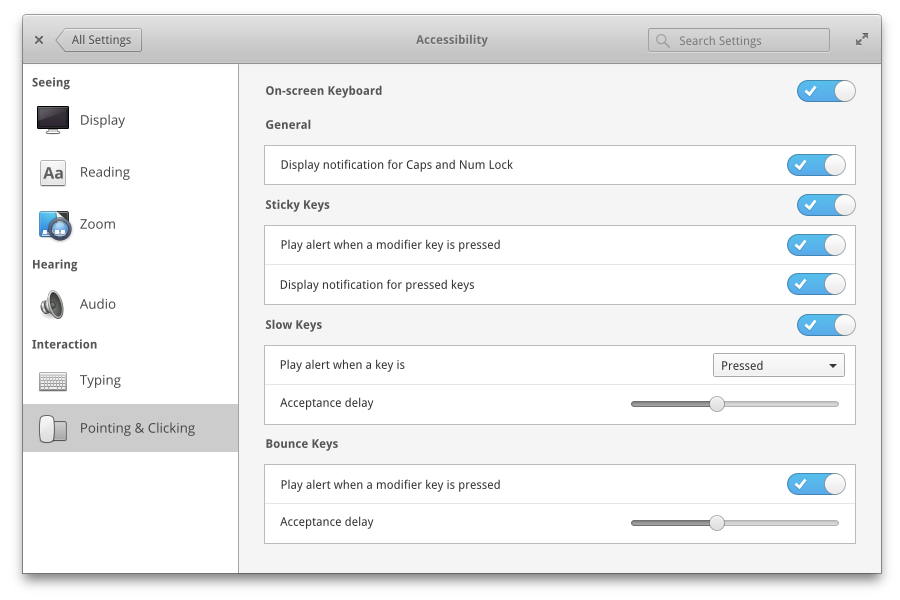 All Settings
Accessibility
Search Settings
Seeing
Display
Aa
Reading
Zoom
Hearing
Audio
Interaction
Typing
Pointing & Clicking
On-screen Keyboard
General
Display notification for Caps and Num Lock
Sticky Keys
Play alert when a modifier key is pressed
Display notification for pressed keys
Slow Keys
Play alert when a key is
Pressed
Acceptance delay
Bounce Keys
Play alert when a modifier key is pressed
Acceptance delay